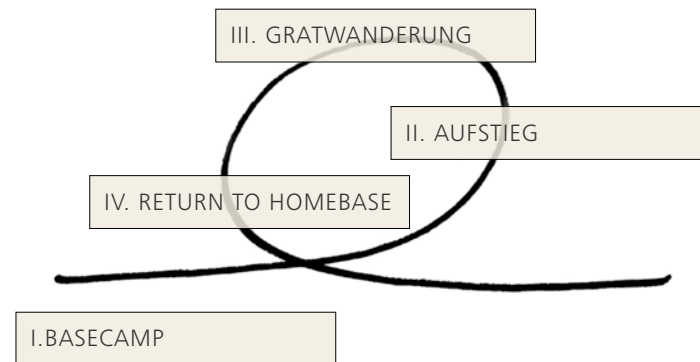 III. GRATWANDERUNG
II. AUFSTIEG
IV. RETURN TO HOMEBASE
I.BASECAMP